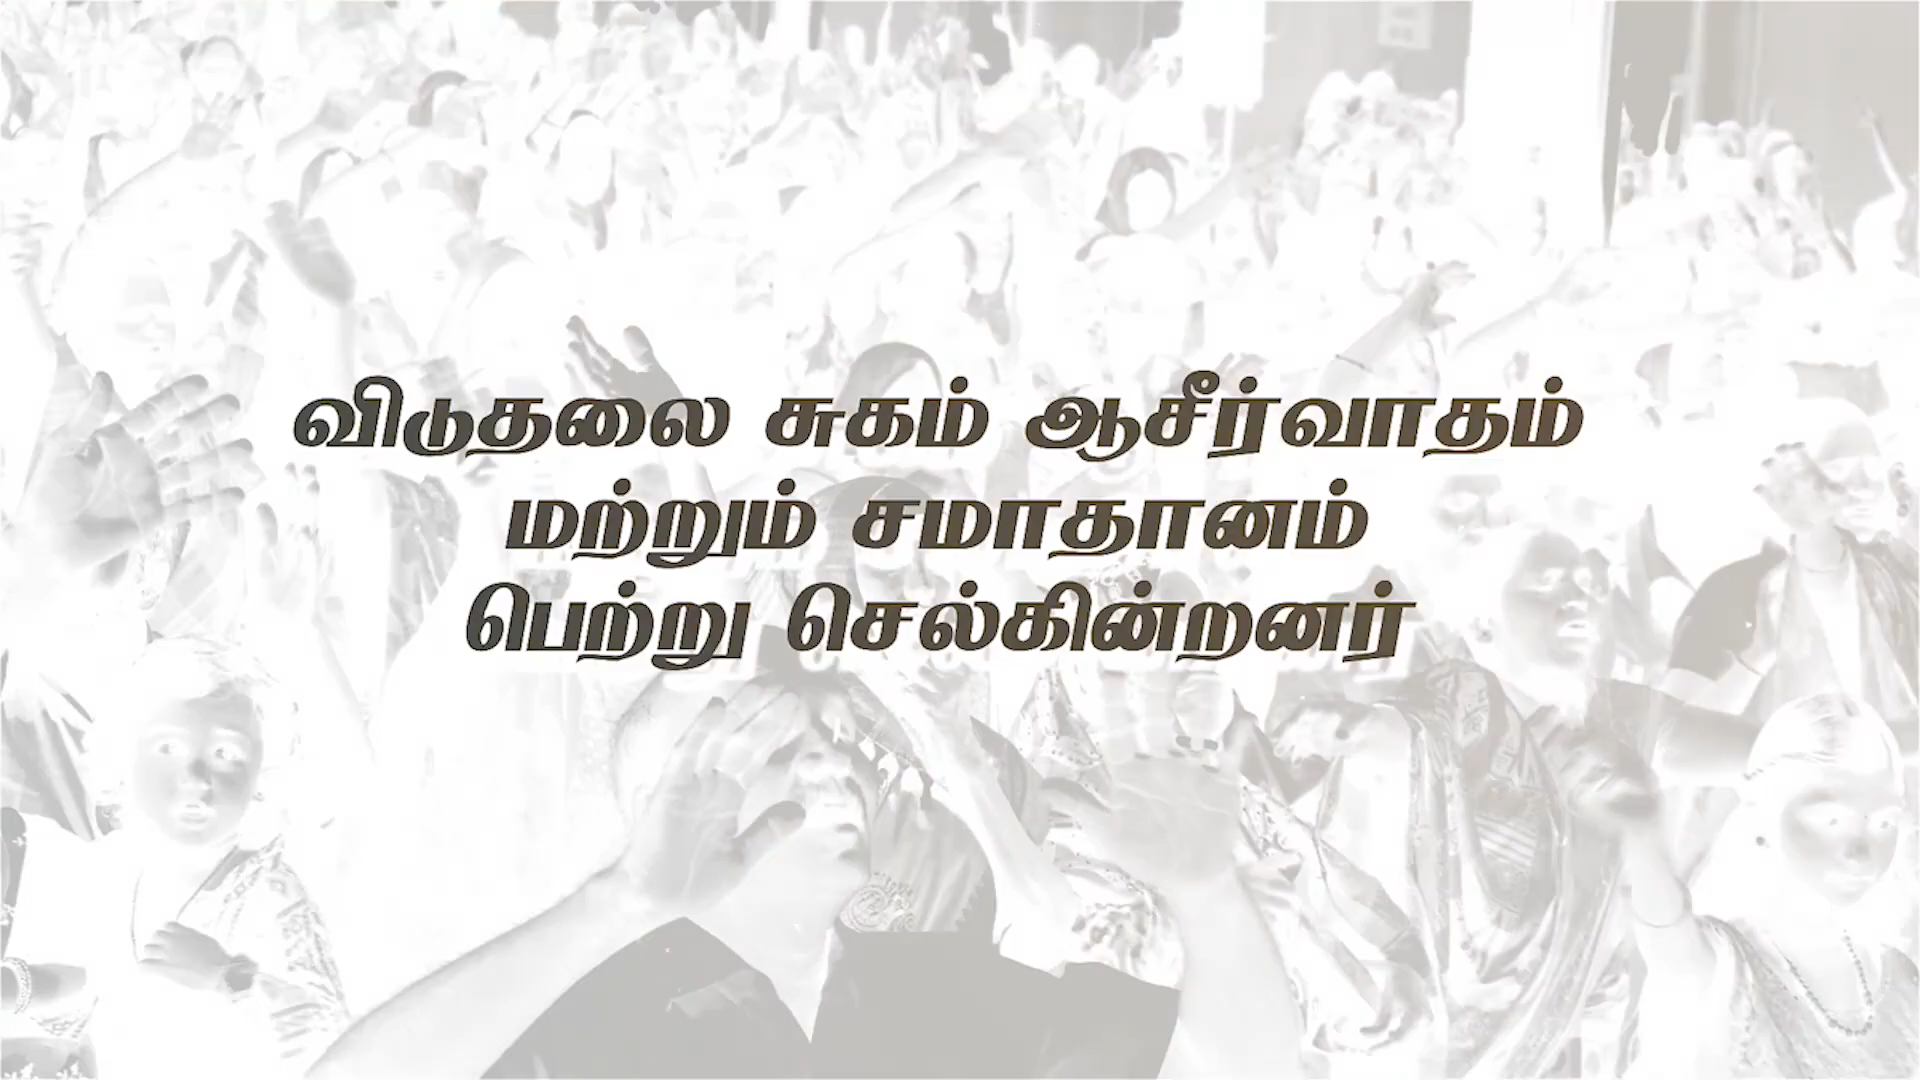 விடுதலை சுகம் ஆசீர்வாதம்
மற்றும் சமாதானம்
பெற்று செல்கின்றனர்